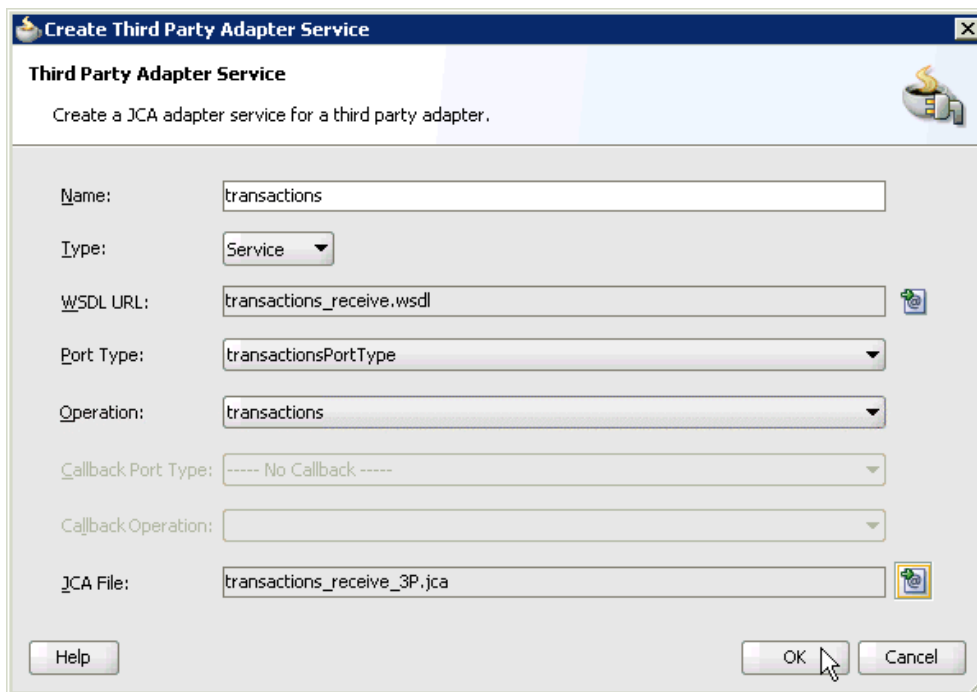 Create Third Party Adapter Service
Third Party Adapter Service
Create a JCA adapter service for a third party adapter.
Name: transactions
Type: Service
WSDL URL: transactions_receive.wsdl
Port Type: transactionsPortType
Operation: transactions
Callback Port Type: ----- No Callback -----
Callback Operation:
JCA File: transactions_receive_3P.jca
Help OK Cancel